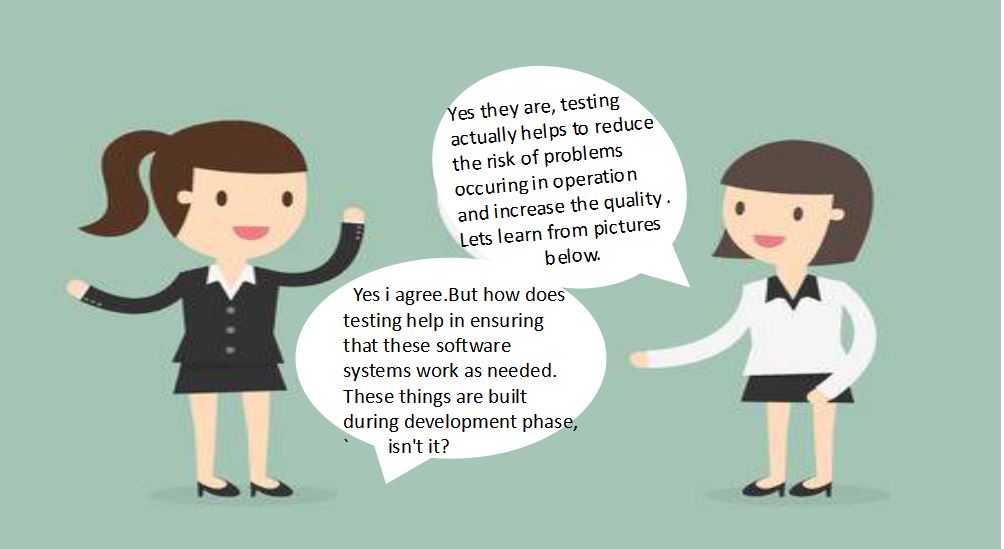 Yes they are, testing
actually helps to reduce
the risk of problems
occuring in operation
and increase the quality .
Lets learn from pictures
below.
Yes i agree.But how does
testing help in ensuring
that these software
systems work as needed.
These things are built
during development phase,
` isn't it?